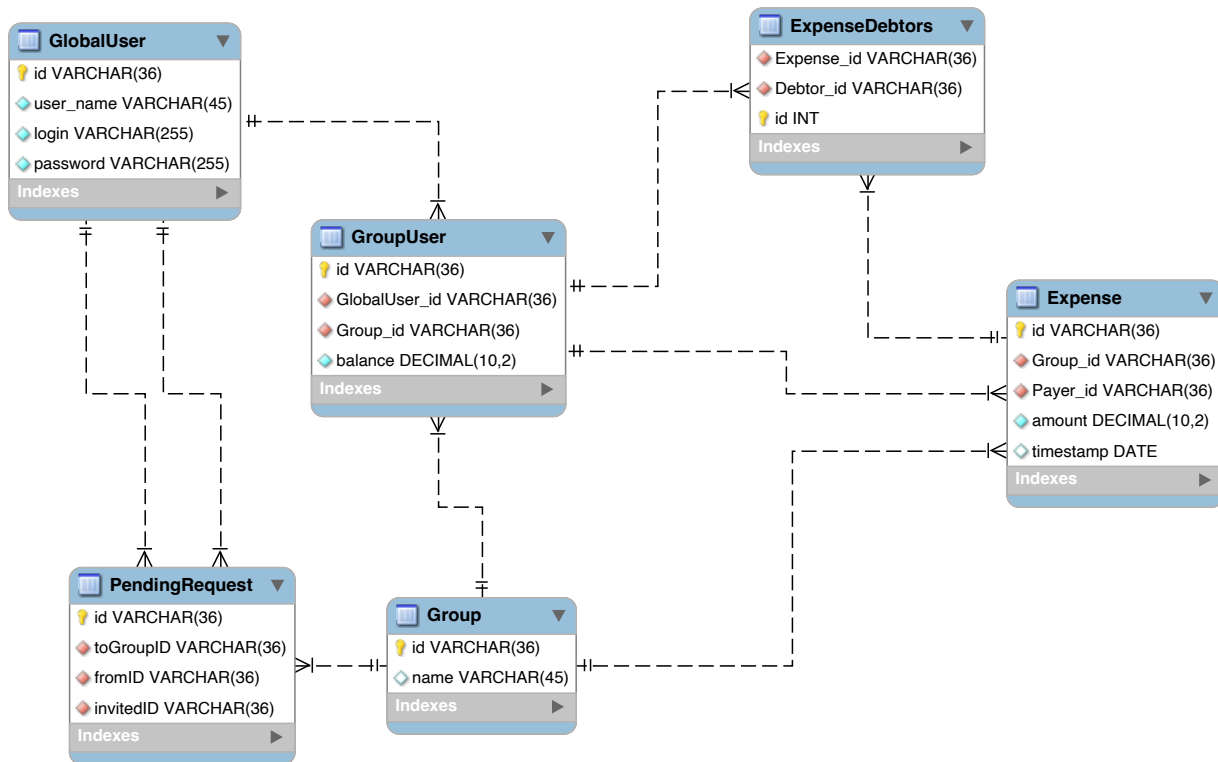 GlobalUser
id VARCHAR(36)
user_name VARCHAR(45)
login VARCHAR(255)
password VARCHAR(255)
Indexes
ExpenseDebtors
Expense_id VARCHAR(36)
Debtor_id VARCHAR(36)
id INT
Indexes
GroupUser
id VARCHAR(36)
GlobalUser_id VARCHAR(36)
Group_id VARCHAR(36)
balance DECIMAL(10,2)
Indexes
Expense
id VARCHAR(36)
Group_id VARCHAR(36)
Payer_id VARCHAR(36)
amount DECIMAL(10,2)
timestamp DATE
Indexes
PendingRequest
id VARCHAR(36)
toGroupID VARCHAR(36)
fromID VARCHAR(36)
invitedID VARCHAR(36)
Indexes
Group
id VARCHAR(36)
name VARCHAR(45)
Indexes